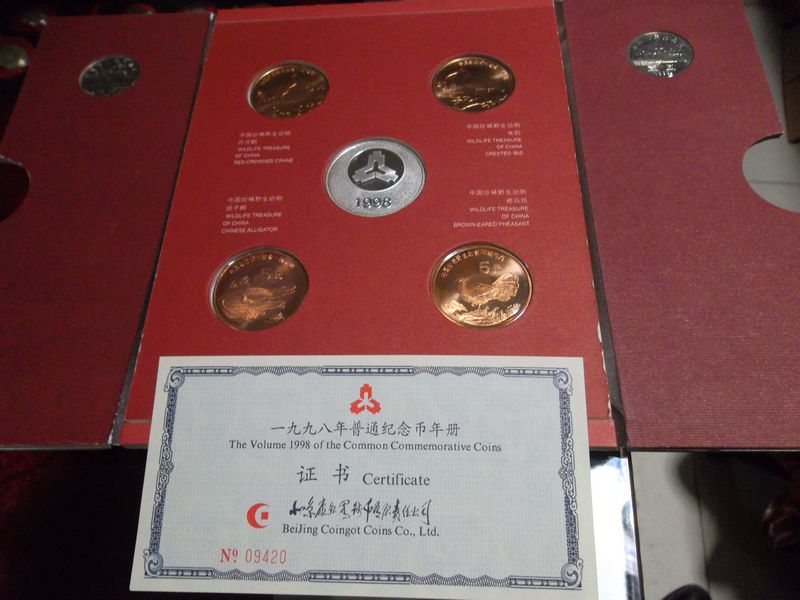 中国珍稀野生动物
丹顶鹤
WILDLIFE TREASURE
OF CHINA
RED-CROWNED CRANE
中国珍稀野生动物
朱鹮
WILDLIFE TREASURE
OF CHINA
CRESTED IBIS
1998
中国珍稀野生动物
扬子鳄
WILDLIFE TREASURE
OF CHINA
CHINESE ALLIGATOR
中国珍稀野生动物
褐马鸡
WILDLIFE TREASURE
OF CHINA
BROWN-EARED PHEASANT
5元
一九九八年普通纪念币年册
The Volume 1998 of the Common Commemorative Coins
证书 Certificate
BeiJing Coingot Coins Co., Ltd.
No 09420